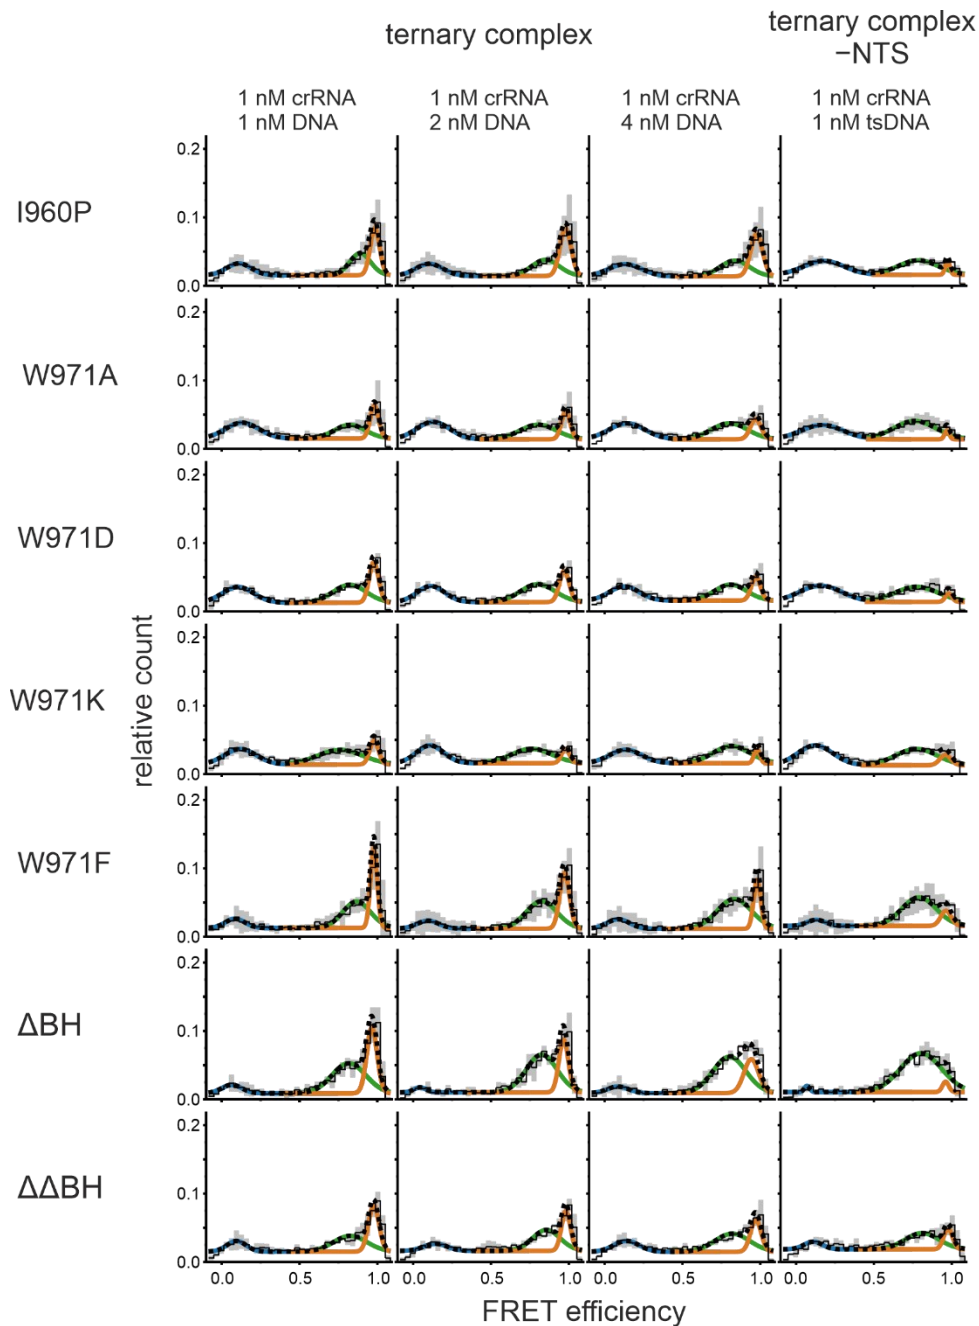 ternary complex
ternary complex
−NTS
1 nM crRNA
1 nM DNA
1 nM crRNA
2 nM DNA
1 nM crRNA
4 nM DNA
1 nM crRNA
1 nM tsDNA
I960P
0.2
0.1
0.0
W971A
0.2
0.1
0.0
W971D
0.2
0.1
0.0
W971K
0.2
0.1
0.0
W971F
0.2
0.1
0.0
ΔBH
0.2
0.1
0.0
ΔΔBH
0.2
0.1
0.0
relative count
0.0 0.5 1.0 0.0 0.5 1.0 0.0 0.5 1.0 0.0 0.5 1.0
FRET efficiency